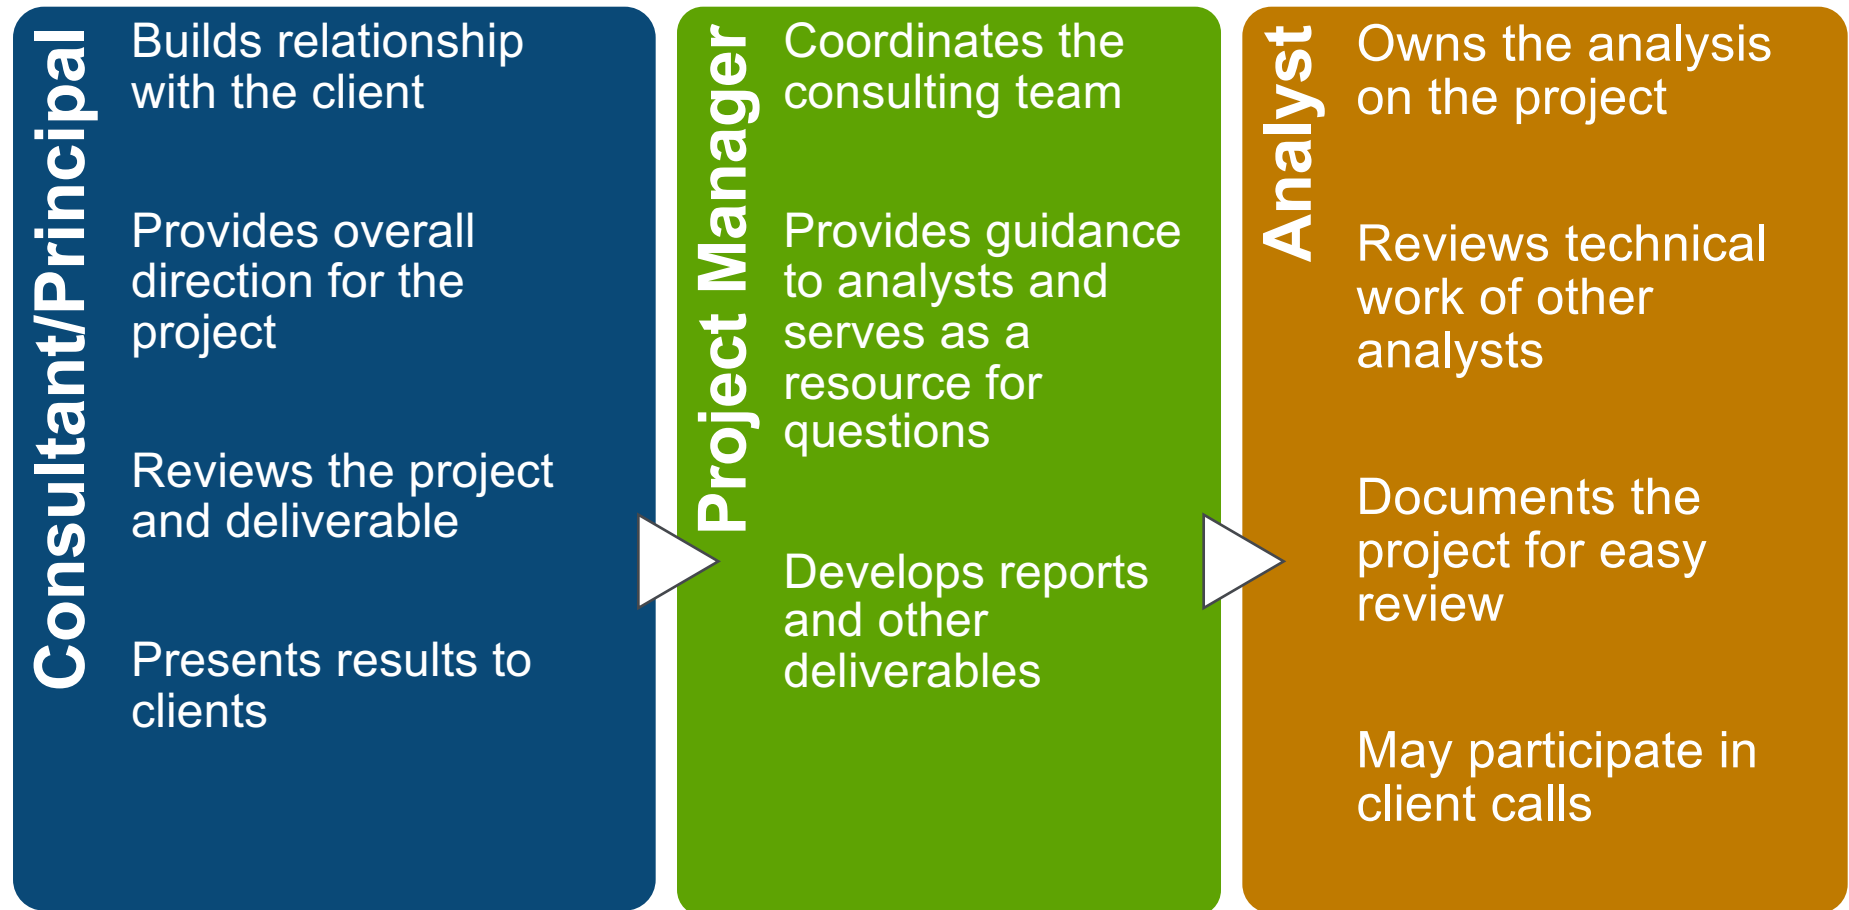 Consultant/Principal
Builds relationship
with the client
Provides overall
direction for the
project
Reviews the project
and deliverable
Presents results to
clients
Project Manager
Coordinates the
consulting team
Provides guidance
to analysts and
serves as a
resource for
questions
Develops reports
and other
deliverables
Analyst
Owns the analysis
on the project
Reviews technical
work of other
analysts
Documents the
project for easy
review
May participate in
client calls